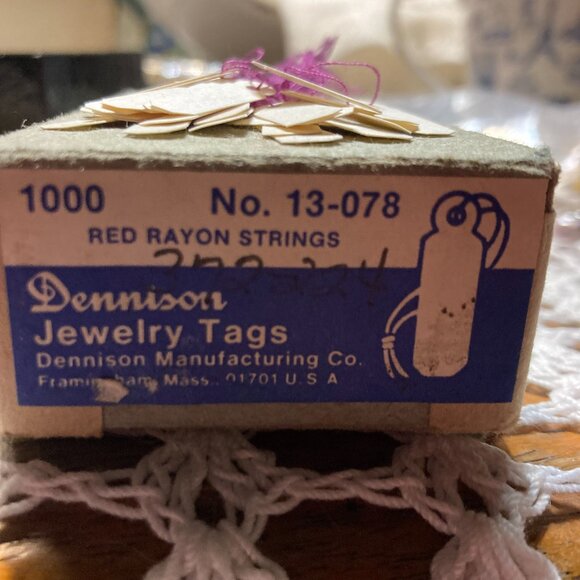 1000 No. 13-078
RED RAYON STRINGS
Dennison
Jewelry Tags
Dennison Manufacturing Co.
Framingham, Mass., 01701 U.S A